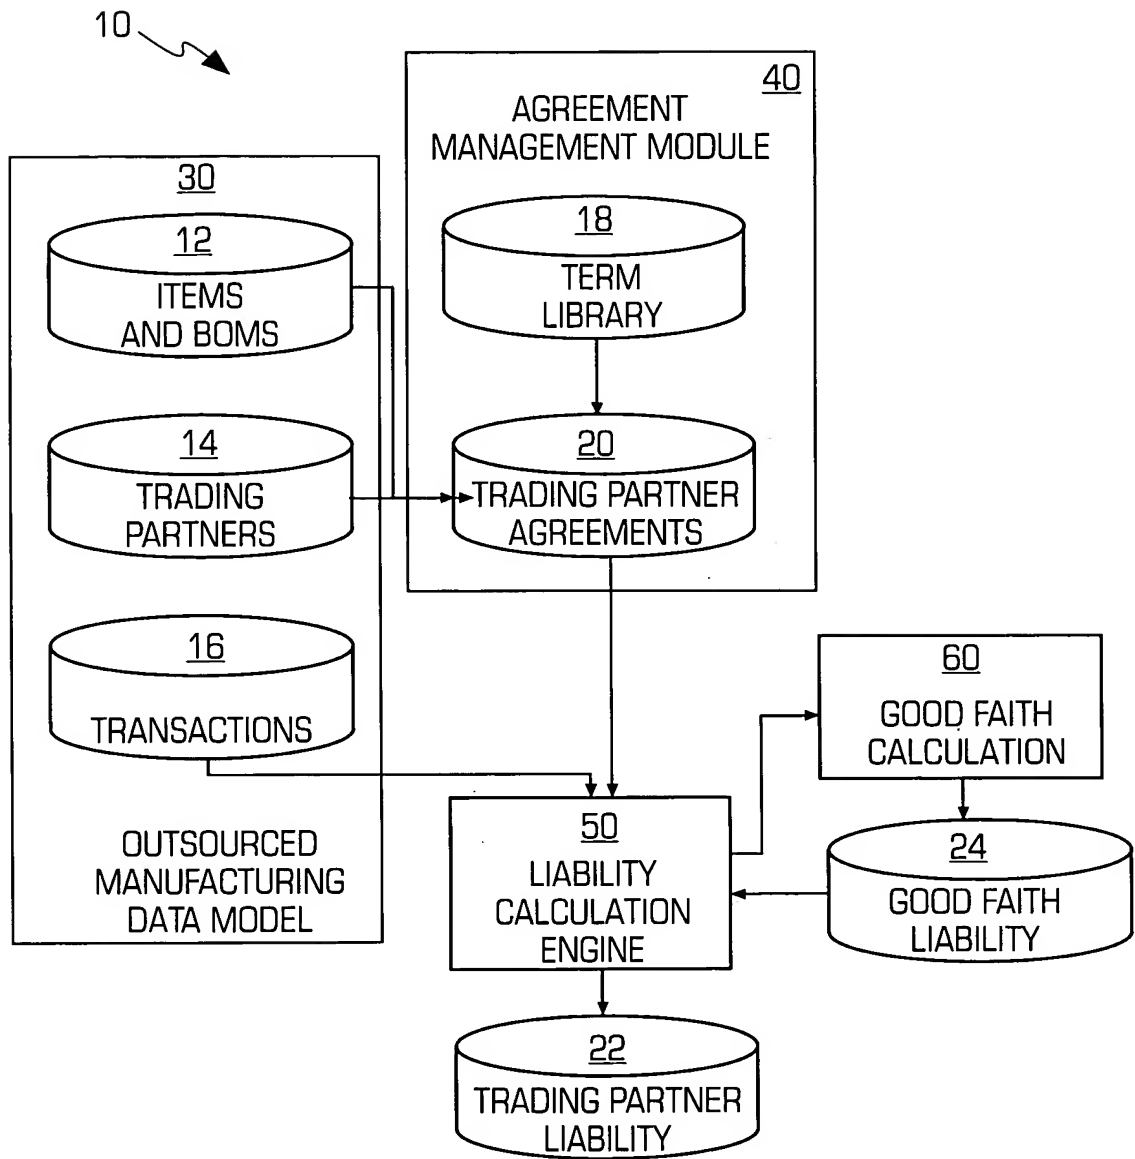 10
40
AGREEMENT
MANAGEMENT MODULE
30
12
ITEMS
AND BOMS
18
TERM
LIBRARY
14
TRADING
PARTNERS
20
TRADING PARTNER
AGREEMENTS
16
TRANSACTIONS
OUTSOURCED
MANUFACTURING
DATA MODEL
60
GOOD FAITH
CALCULATION
50
LIABILITY
CALCULATION
ENGINE
24
GOOD FAITH
LIABILITY
22
TRADING PARTNER
LIABILITY